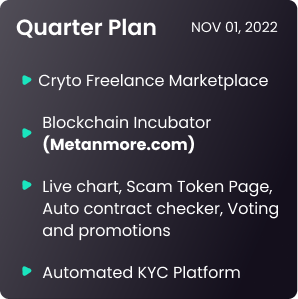 Quarter Plan NOV 01, 2022
Cryto Freelance Marketplace
Blockchain Incubator
(Metanmore.com)
Live chart, Scam Token Page,
Auto contract checker, Voting
and promotions
Automated KYC Platform